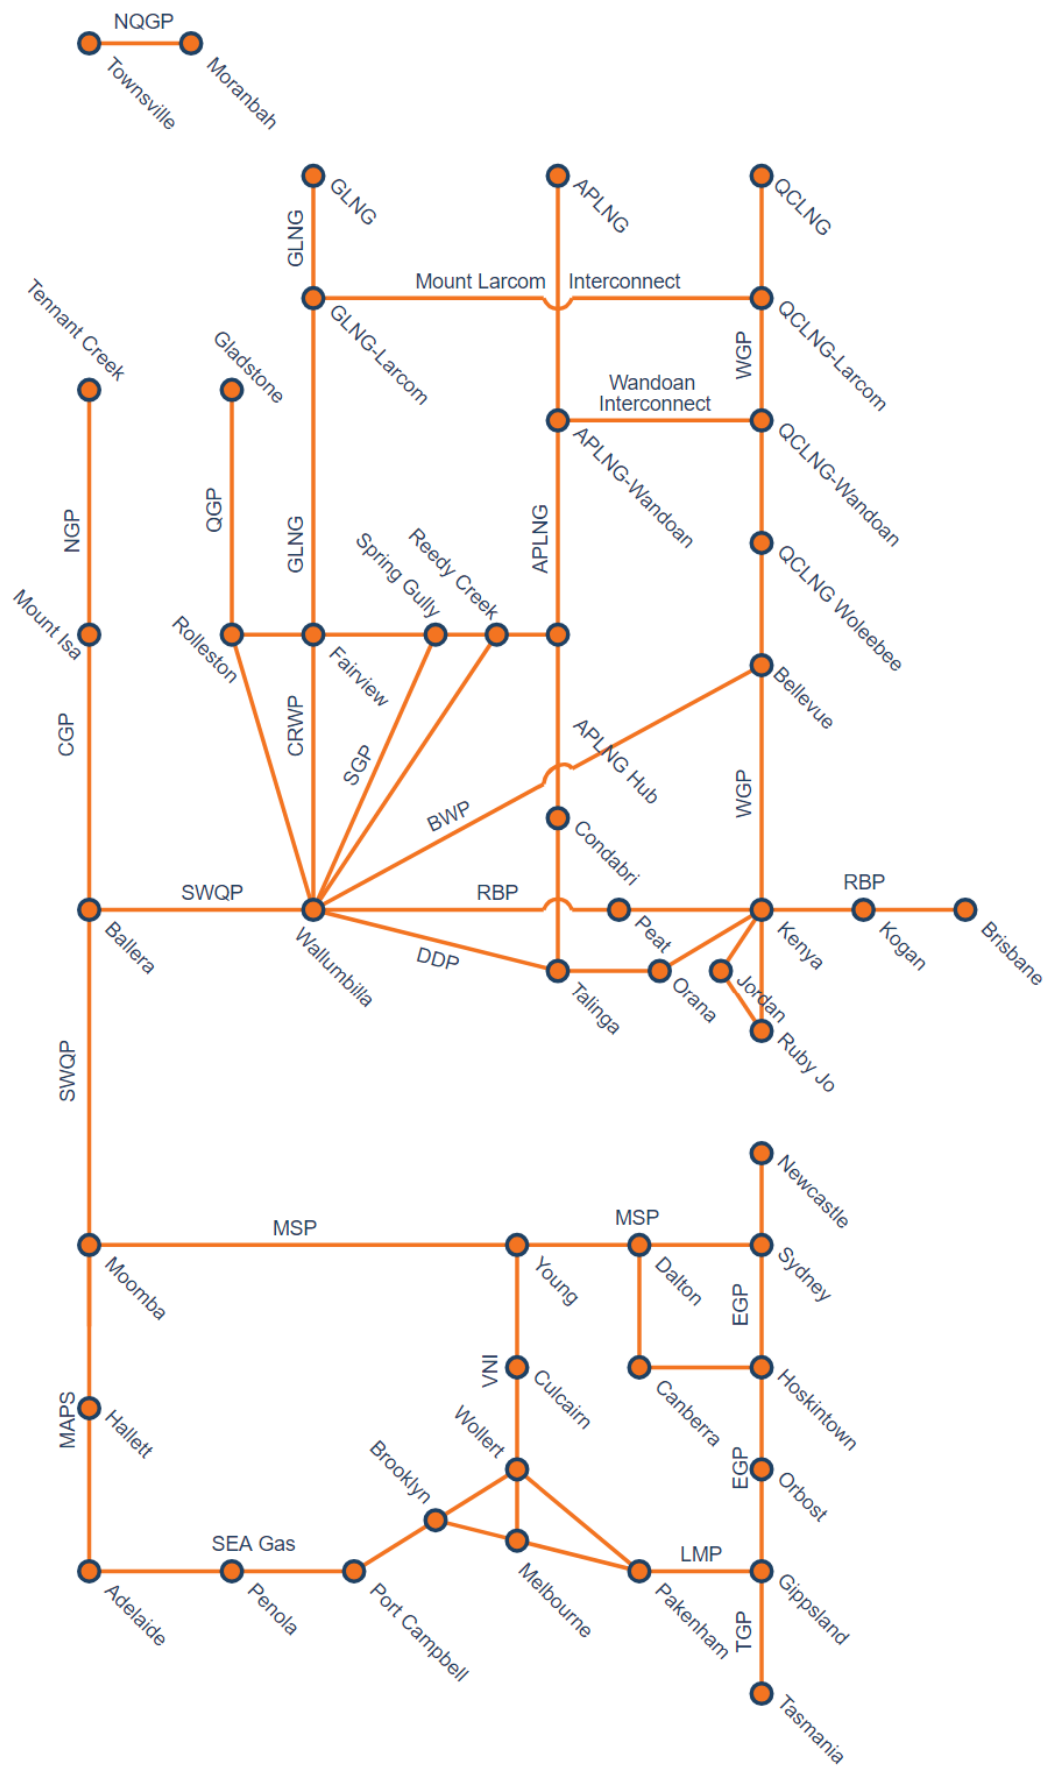 NQGP
Townsville
Moranbah
GLNG
APLNG
QCLNG
GLNG
Mount Larcom Interconnect
Tennant Creek
Gladstone
GLNG-Larcom
QCLNG-Larcom
WGP
Wandoan
Interconnect
APLNG-Wandoan
QCLNG-Wandoan
NGP
QGP
GLNG
Spring Gully
Reedy Creek
APLNG
QCLNG Woleebee
Mount Isa
Rolleston
Fairview
Bellevue
CGP
CRWP
SGP
BWP
APLNG Hub
WGP
Condabri
SWQP
RBP
RBP
Ballera
Wallumbilla
DDP
Peat
Kenya
Kogan
Brisbane
Talinga
Orana
Jordan
Ruby Jo
SWQP
Newcastle
MSP
MSP
Moomba
Young
Dalton
Sydney
EGP
VNI
Culcairn
Canberra
Hoskintown
MAPS
Hallett
Wollert
Brooklyn
EGP
Orbost
SEA Gas
LMP
Adelaide
Penola
Port Campbell
Melbourne
Pakenham
Gippsland
TGP
Tasmania